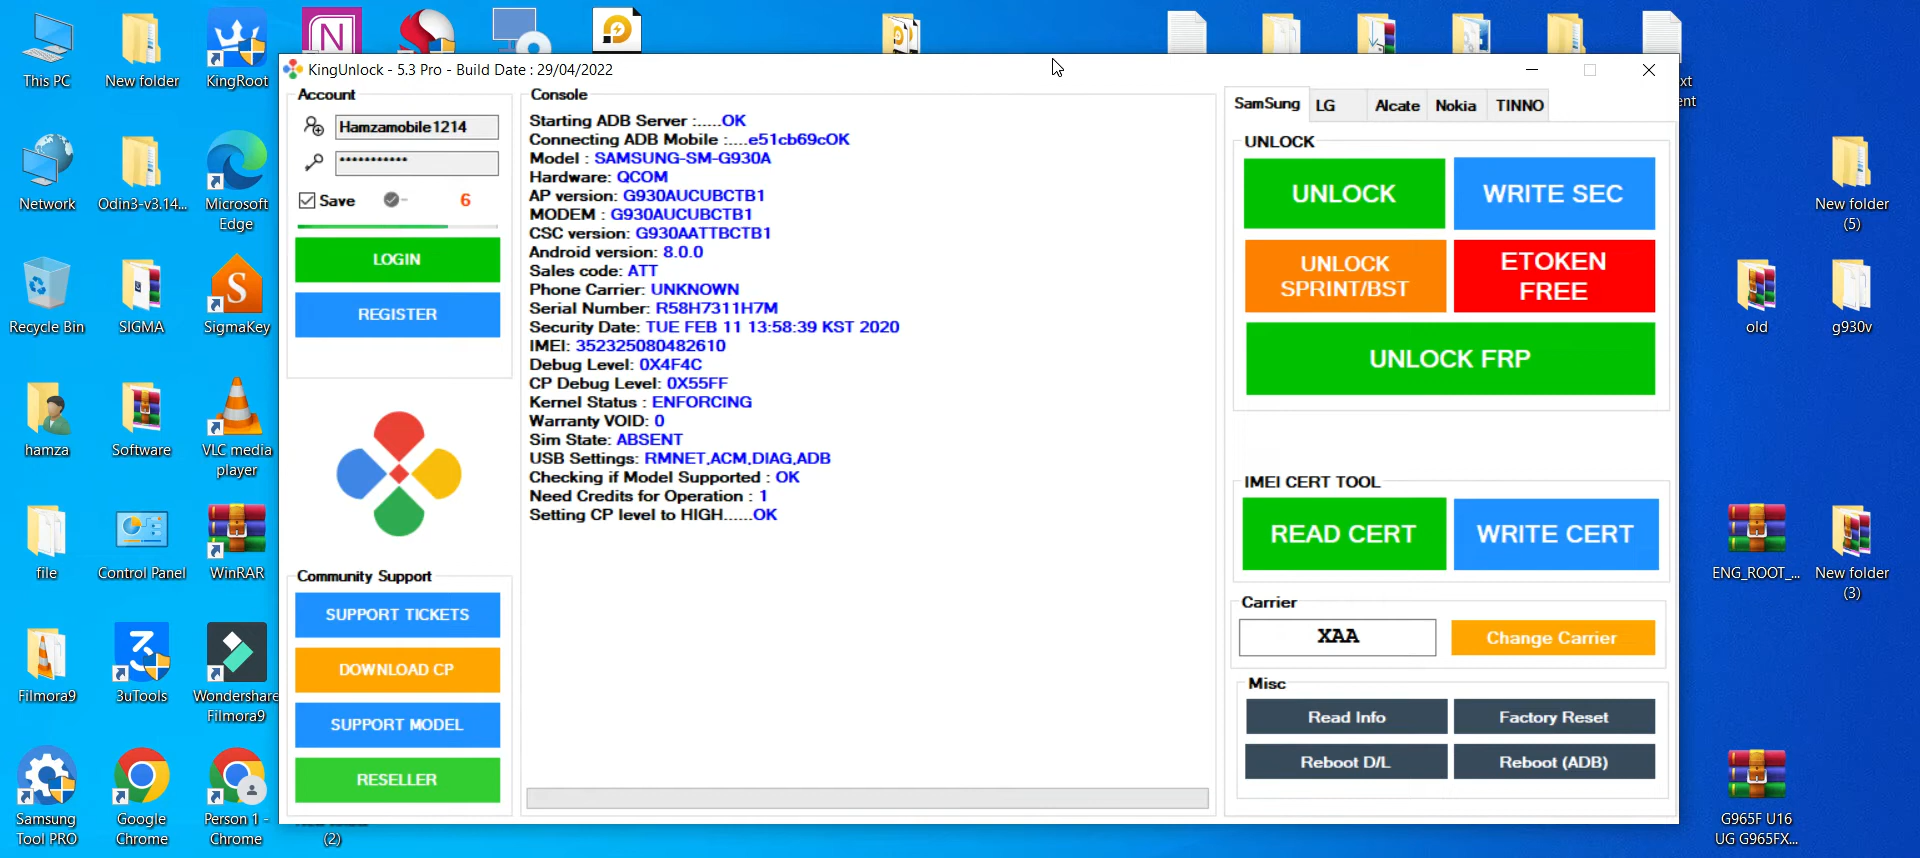 This PC
New folder
KingRoot
Network
Odin3-v3.14...
Microsoft
Edge
Recycle Bin
SIGMA
SigmaKey
hamza
Software
VLC media
player
file
Control Panel
WinRAR
Filmora9
3uTools
Wondershare
Filmora9
Samsung
Tool PRO
Google
Chrome
Person 1 -
Chrome
(2)
KingUnlock - 5.3 Pro - Build Date : 29/04/2022
Account
Hamzamobile1214
***********
Save
6
LOGIN
REGISTER
Community Support
SUPPORT TICKETS
DOWNLOAD CP
SUPPORT MODEL
RESELLER
Console
Starting ADB Server :.....OK
Connecting ADB Mobile :....e51cb69cOK
Model : SAMSUNG-SM-G930A
Hardware: QCOM
AP version: G930AUCUBCTB1
MODEM : G930AUCUBCTB1
CSC version: G930AATTBCTB1
Android version: 8.0.0
Sales code: ATT
Phone Carrier: UNKNOWN
Serial Number: R58H7311H7M
Security Date: TUE FEB 11 13:58:39 KST 2020
IMEI: 352325080482610
Debug Level: 0X4F4C
CP Debug Level: 0X55FF
Kernel Status : ENFORCING
Warranty VOID: 0
Sim State: ABSENT
USB Settings: RMNET,ACM,DIAG,ADB
Checking if Model Supported : OK
Need Credits for Operation : 1
Setting CP level to HIGH......OK
SamSung
LG
Alcate
Nokia
TINNO
UNLOCK
UNLOCK
WRITE SEC
UNLOCK
SPRINT/BST
ETOKEN
FREE
UNLOCK FRP
IMEI CERT TOOL
READ CERT
WRITE CERT
Carrier
XAA
Change Carrier
Misc
Read Info
Factory Reset
Reboot D/L
Reboot (ADB)
xt
ent
New folder
(5)
old
g930v
ENG_ROOT_...
New folder
(3)
G965F U16
UG G965FX...